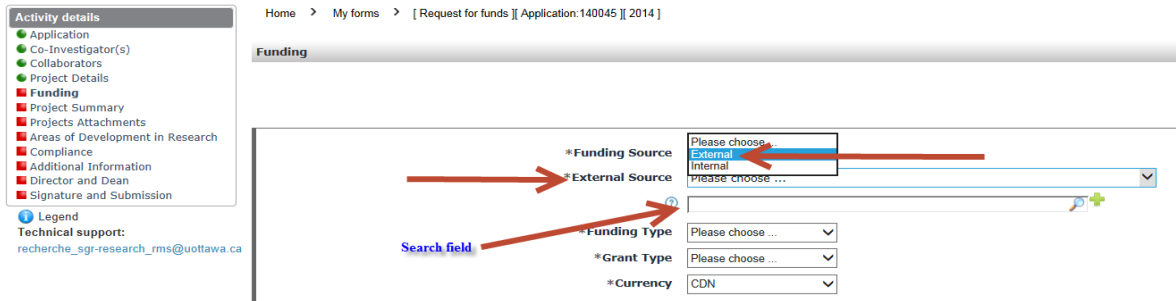 Activity details
Application
Co-Investigator(s)
Collaborators
Project Details
Funding
Project Summary
Projects Attachments
Areas of Development in Research
Compliance
Additional Information
Director and Dean
Signature and Submission
Legend
Technical support:
recherche_sgr-research_rms@uottawa.ca
Home > My forms > [ Request for funds ][ Application:140045 ][ 2014 ]
Funding
*Funding Source
Please choose ...
External
Internal
*External Source Please choose ...
Search field
*Funding Type Please choose ...
*Grant Type Please choose ...
*Currency CDN